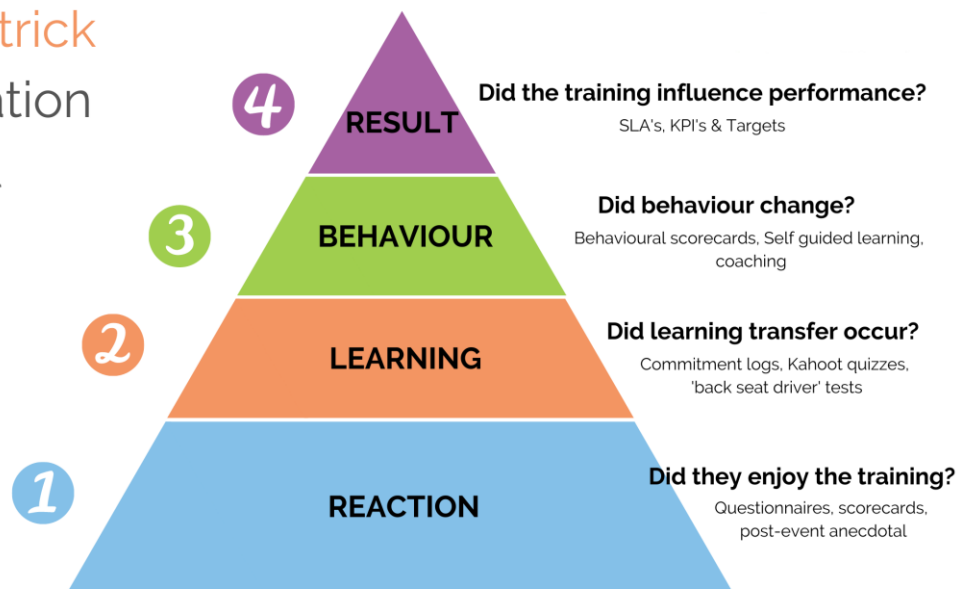 trick
ation
4
RESULT
Did the training influence performance?
SLA's, KPI's & Targets
3
BEHAVIOUR
Did behaviour change?
Behavioural scorecards, Self guided learning,
coaching
2
LEARNING
Did learning transfer occur?
Commitment logs, Kahoot quizzes,
'back seat driver' tests
1
REACTION
Did they enjoy the training?
Questionnaires, scorecards,
post-event anecdotal